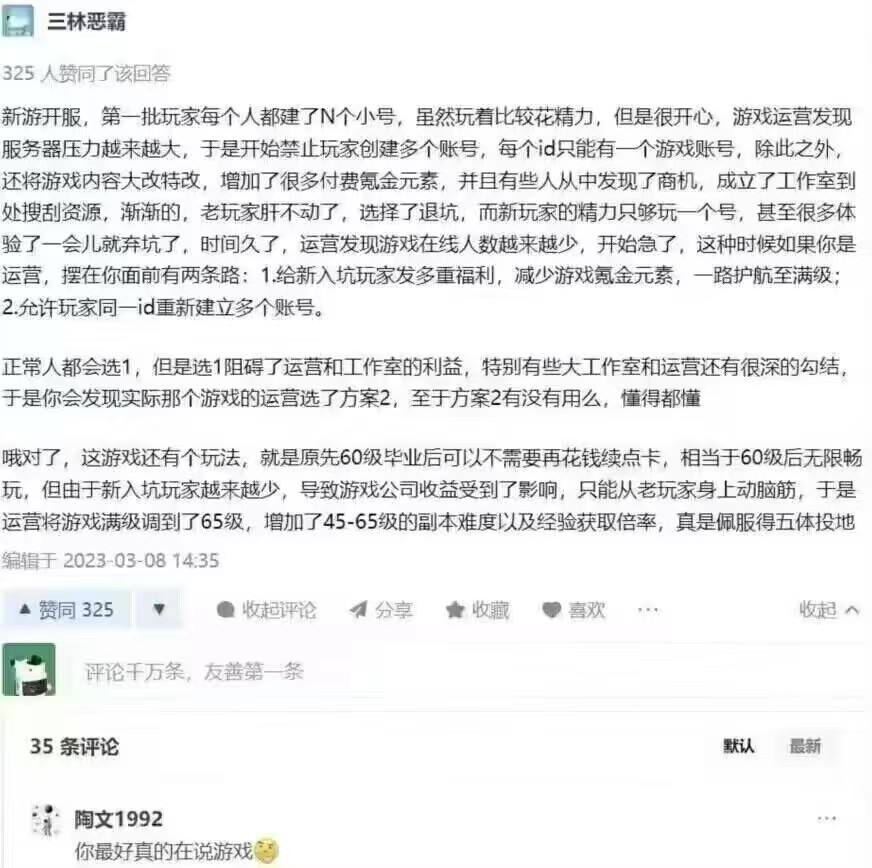 三林恶霸
325 人赞同了该回答
新游开服，第一批玩家每个人都建了N个小号，虽然玩着比较花精力，但是很开心，游戏运营发现
服务器压力越来越大，于是开始禁止玩家创建多个账号，每个id只能有一个游戏账号，除此之外，
还将游戏内容大改特改，增加了很多付费氪金元素，并且有些人从中发现了商机，成立了工作室到
处搜刮资源，渐渐的，老玩家肝不动了，选择了退坑，而新玩家的精力只够玩一个号，甚至很多体
验了一会儿就弃坑了，时间久了，运营发现游戏在线人数越来越少，开始急了，这种时候如果你是
运营，摆在你面前有两条路：1.给新入坑玩家发多重福利，减少游戏氪金元素，一路护航至满级；
2.允许玩家同一id重新建立多个账号。
正常人都会选1，但是选1阻碍了运营和工作室的利益，特别有些大工作室和运营还有很深的勾结，
于是你会发现实际那个游戏的运营选了方案2，至于方案2有没有用么，懂得都懂
哦对了，这游戏还有个玩法，就是原先60级毕业后可以不需要再花钱续点卡，相当于60级后无限畅
玩，但由于新入坑玩家越来越少，导致游戏公司收益受到了影响，只能从老玩家身上动脑筋，于是
运营将游戏满级调到了65级，增加了45-65级的副本难度以及经验获取倍率，真是佩服得五体投地
编辑于 2023-03-08 14:35
赞同 325 收起评论 分享 收藏 喜欢 ··· 收起
评论千万条，友善第一条
35 条评论 默认 最新
陶文1992 ···
你最好真的在说游戏🤔